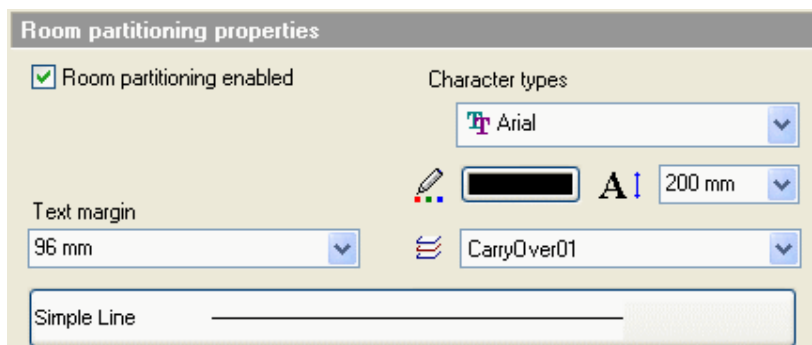 Room partitioning properties
Room partitioning enabled
Character types
Arial
A 200 mm
Text margin
96 mm
CarryOver01
Simple Line